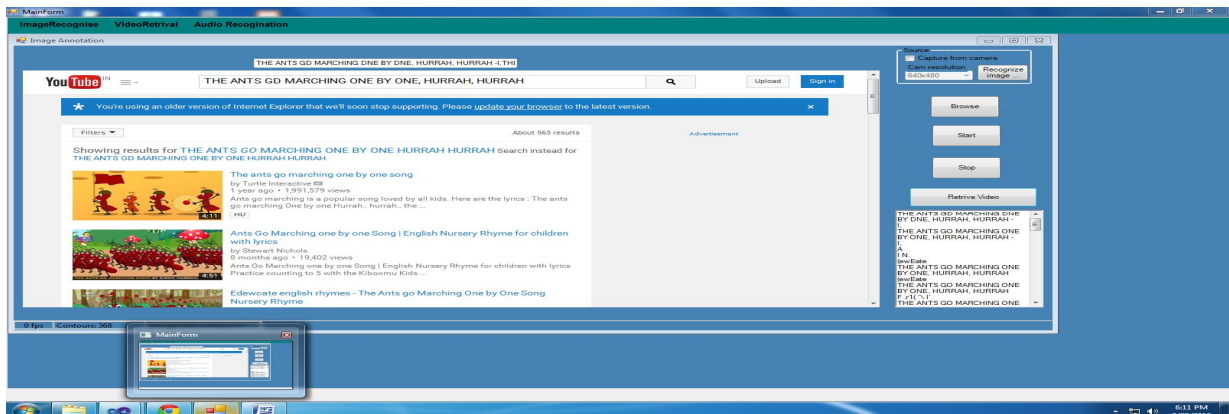 MainForm
ImageRecognise VideoRetrival Audio Recogination
Image Annotation
THE ANTS GD MARCHING ONE BY DNE, HURRAH, HURRAH -I,THI
YouTube IN
THE ANTS GD MARCHING ONE BY ONE, HURRAH, HURRAH
Upload
Sign in
You're using an older version of Internet Explorer that we'll soon stop supporting. Please update your browser to the latest version.
Filters
About 563 results
Showing results for THE ANTS GO MARCHING ONE BY ONE HURRAH HURRAH Search instead for
THE ANTS GD MARCHING ONE BY ONE HURRAH HURRAH
Advertisement
The ants go marching one by one song
by Turtle Interactive
1 year ago • 1,991,579 views
Ants go marching is a popular song loved by all kids. Here are the lyrics : The ants
go marching One by one Hurrah.. hurrah.. the ...
HD
4:11
Ants Go Marching one by one Song | English Nursery Rhyme for children
with lyrics
by Stewart Nichols
8 months ago • 19,402 views
Ants Go Marching one by one Song | English Nursery Rhyme for children with lyrics
Practice counting to 5 with the Kiboomu Kids ...
4:51
Edewcate english rhymes - The Ants go Marching One by One Song
Nursery Rhyme
Source
Capture from camera
Cam resolution
640x480
Recognize
image ...
Browse
Start
Stop
Retrive Video
THE ANTS GD MARCHING DNE
BY DNE, HURRAH, HURRAH -
I,
THE ANTS GO MARCHING ONE
BY ONE, HURRAH, HURRAH -
I,
A
I N.
(ewEate
THE ANTS GO MARCHING ONE
BY ONE, HURRAH, HURRAH
(ewEate
THE ANTS GO MARCHING ONE
BY ONE, HURRAH, HURRAH
THE ANTS GO MARCHING ONE
0 fps Contours: 368
MainForm
6:11 PM